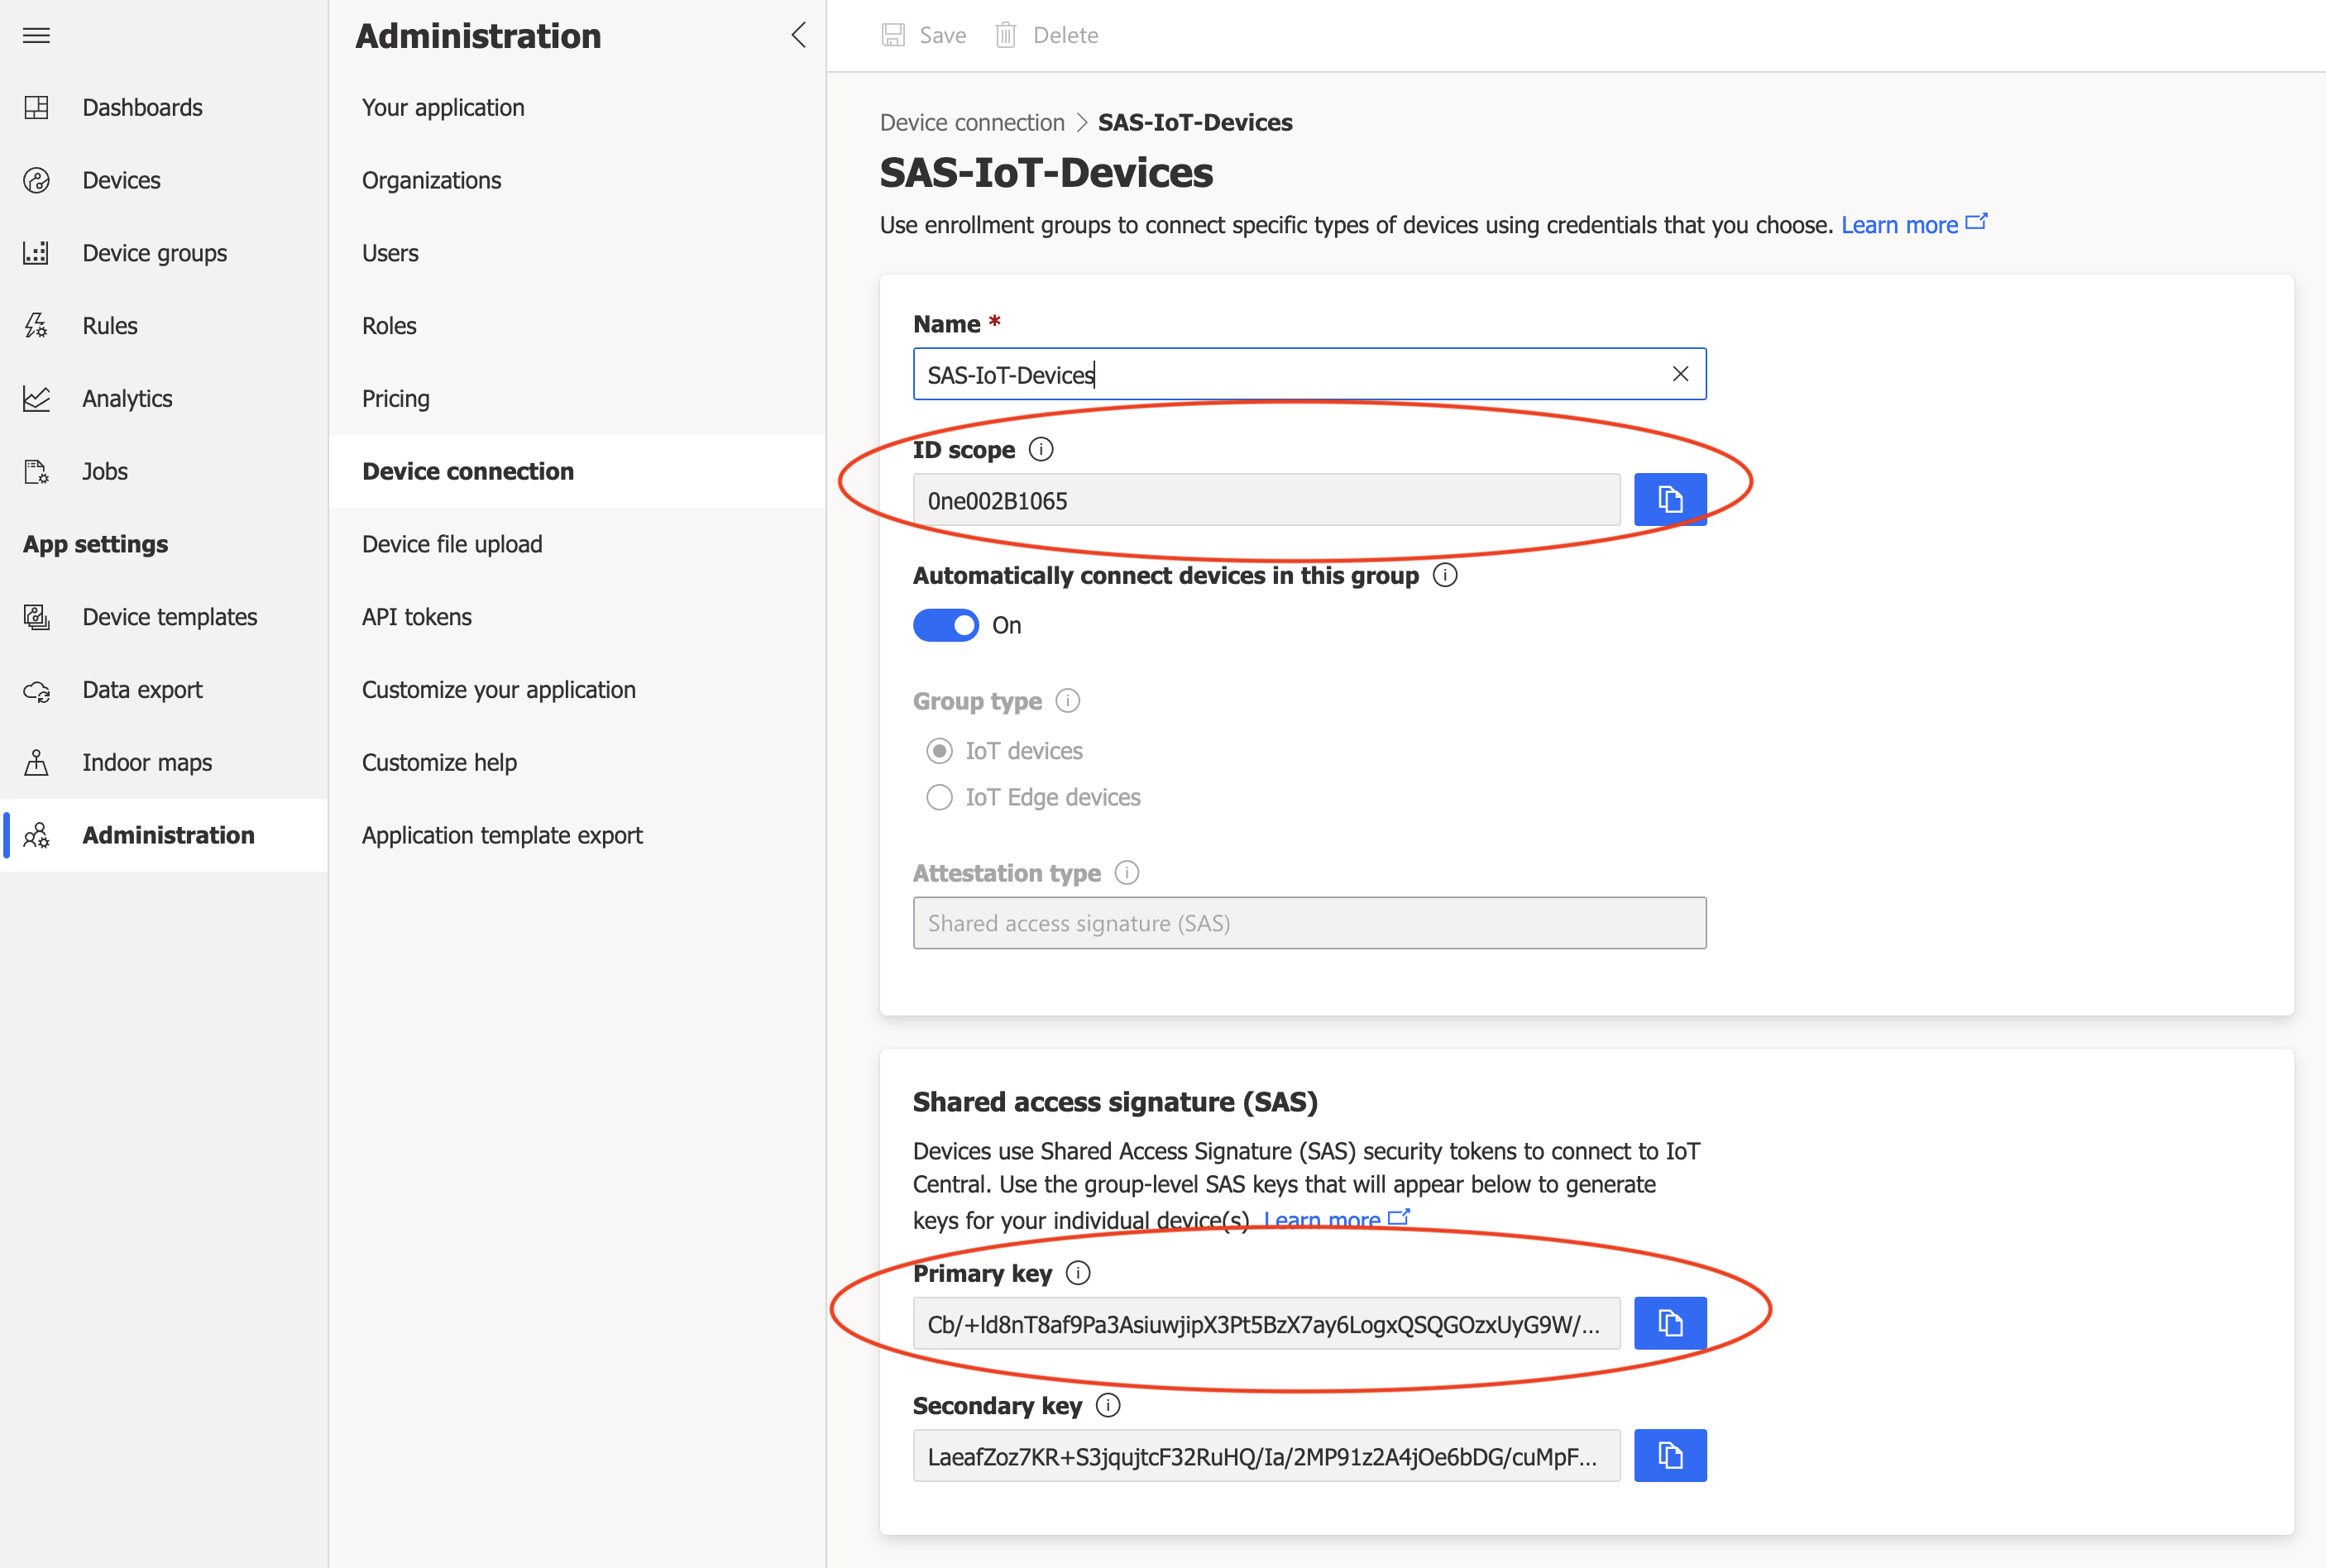 Dashboards
Devices
Device groups
Rules
Analytics
Jobs
App settings
Device templates
Data export
Indoor maps
Administration
Administration
Your application
Organizations
Users
Roles
Pricing
Device connection
Device file upload
API tokens
Customize your application
Customize help
Application template export
Save Delete
Device connection > SAS-IoT-Devices
SAS-IoT-Devices
Use enrollment groups to connect specific types of devices using credentials that you choose. Learn more
Name *
SAS-IoT-Devices
ID scope
0ne002B1065
Automatically connect devices in this group
On
Group type
IoT devices
IoT Edge devices
Attestation type
Shared access signature (SAS)
Shared access signature (SAS)
Devices use Shared Access Signature (SAS) security tokens to connect to IoT
Central. Use the group-level SAS keys that will appear below to generate
keys for your individual device(s). Learn more
Primary key
Cb/+ld8nT8af9Pa3AsiuwjipX3Pt5BzX7ay6LogxQSQGOzxUyG9W/...
Secondary key
LaeafZoz7KR+S3jqujtcF32RuHQ/Ia/2MP91z2A4jOe6bDG/cuMpF...